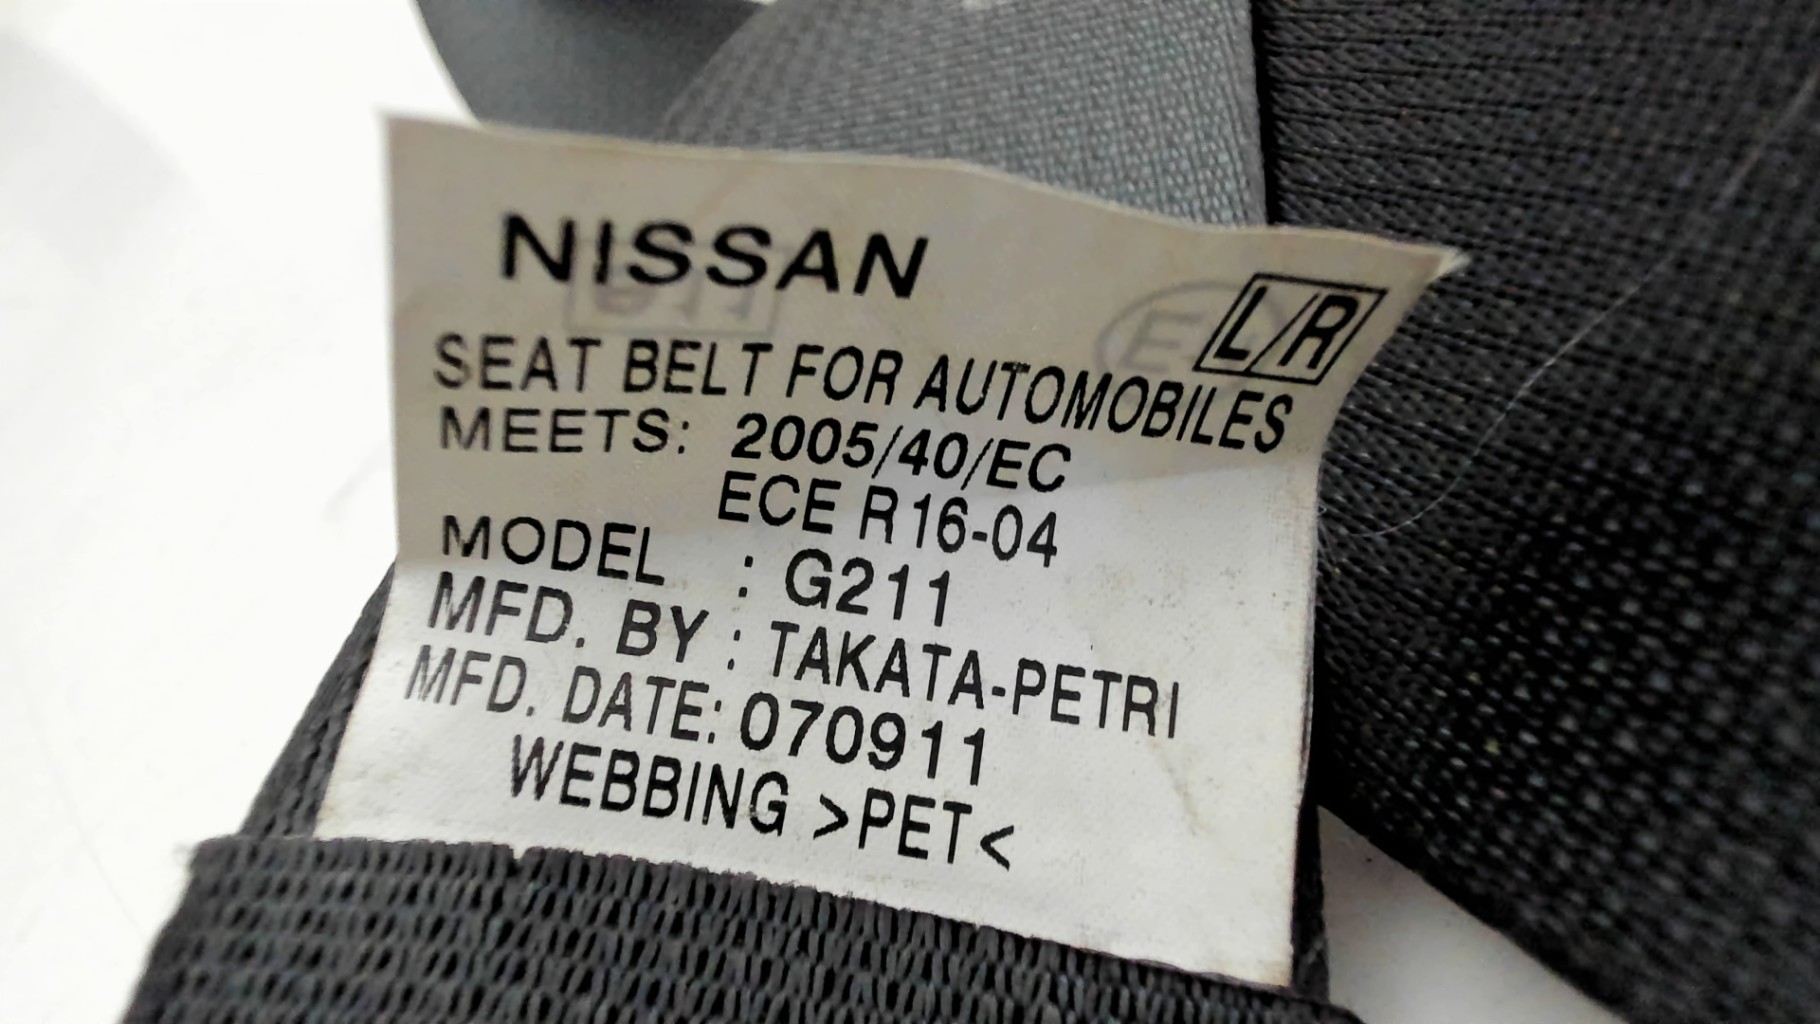 NISSAN
L/R
SEAT BELT FOR AUTOMOBILES
MEETS: 2005/40/EC
ECE R16-04
MODEL : G211
MFD. BY : TAKATA-PETRI
MFD. DATE: 070911
WEBBING >PET<